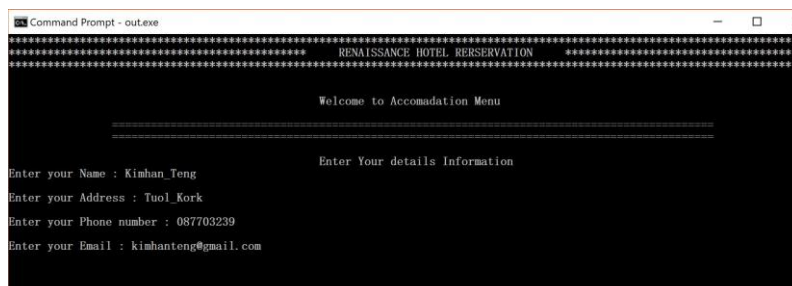 Command Prompt - out.exe
******************************************************************************************************************
******************************************* RENAISSANCE HOTEL RERSERVATION *********************************
******************************************************************************************************************
Welcome to Accomadation Menu
=========================================================================================
=========================================================================================
Enter Your details Information
Enter your Name : Kimhan_Teng
Enter your Address : Tuol_Kork
Enter your Phone number : 087703239
Enter your Email : kimhanteng@gmail.com